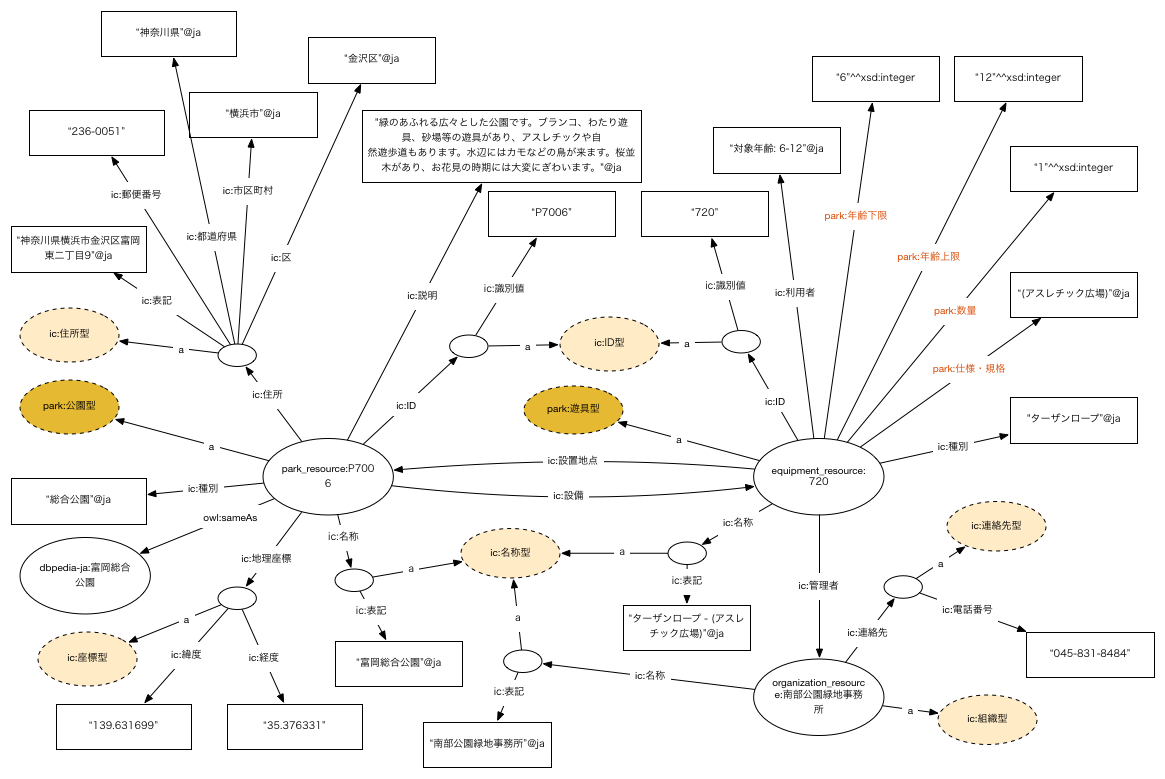 "神奈川県"@ja
"金沢区"@ja
"6"^^xsd:integer
"12"^^xsd:integer
"236-0051"
"横浜市"@ja
"緑のあふれる広々とした公園です。ブランコ、わたり遊
具、砂場等の遊具があり、アスレチックや自
然遊歩道もあります。水辺にはカモなどの鳥が来ます。桜並
木があり、お花見の時期には大変にぎわいます。"@ja
"対象年齢: 6-12"@ja
"1"^^xsd:integer
ic:郵便番号
ic:市区町村
"P7006"
"720"
park:年齢下限
"神奈川県横浜市金沢区富岡
東二丁目9"@ja
ic:都道府県
ic:区
park:年齢上限
ic:表記
ic:説明
ic:識別値
ic:識別値
ic:利用者
"(アスレチック広場)"@ja
park:数量
ic:住所型
a
a
ic:ID型
a
park:仕様・規格
ic:住所
ic:ID
ic:ID
park:公園型
park:遊具型
"ターザンロープ"@ja
a
a
ic:種別
park_resource:P700
6
ic:設置地点
equipment_resource:
720
"総合公園"@ja
ic:種別
ic:設備
owl:sameAs
ic:名称
ic:名称
ic:連絡先型
dbpedia-ja:富岡総合
公園
ic:地理座標
ic:名称型
a
a
a
ic:表記
ic:管理者
ic:表記
a
a
ic:電話番号
"ターザンロープ - (アスレ
チック広場)"@ja
ic:連絡先
ic:座標型
ic:緯度
ic:経度
"富岡総合公園"@ja
ic:名称
"045-831-8484"
ic:表記
organization_resourc
e:南部公園緑地事務
所
a
ic:組織型
"139.631699"
"35.376331"
"南部公園緑地事務所"@ja